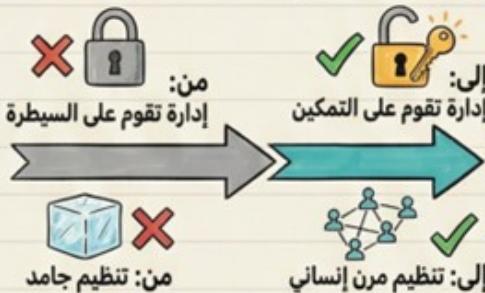 من:
إدارة تقوم على السيطرة
إلى:
إدارة تقوم على التمكين
من: تنظيم جامد
إلى: تنظيم مرن إنساني